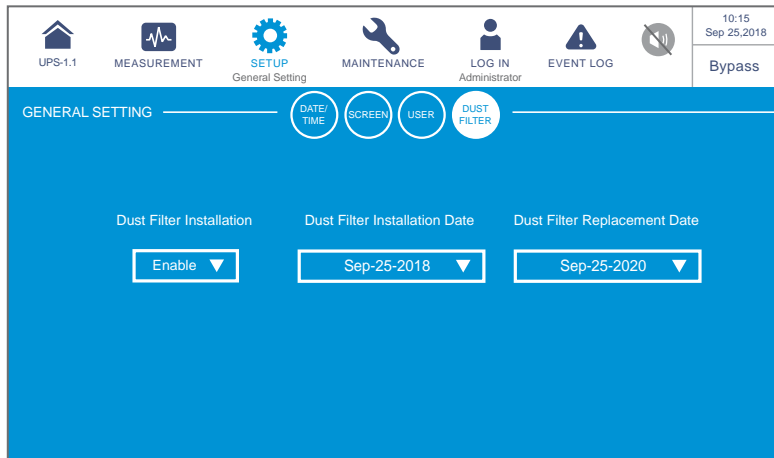 10:15
Sep 25,2018
UPS-1.1
MEASUREMENT
SETUP
General Setting
MAINTENANCE
LOG IN
Administrator
EVENT LOG
Bypass
GENERAL SETTING
DATE/
TIME
SCREEN
USER
DUST
FILTER
Dust Filter Installation
Dust Filter Installation Date
Dust Filter Replacement Date
Enable
Sep-25-2018
Sep-25-2020